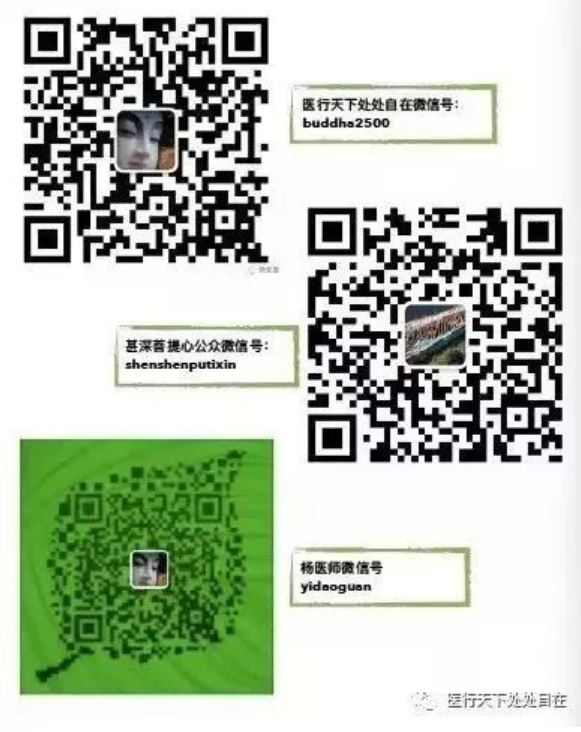 医行天下处处自在微信号:
buddha2500
甚深菩提心公众微信号:
shenshenputixin
杨医师微信号
yidaoguan
医行天下处处自在